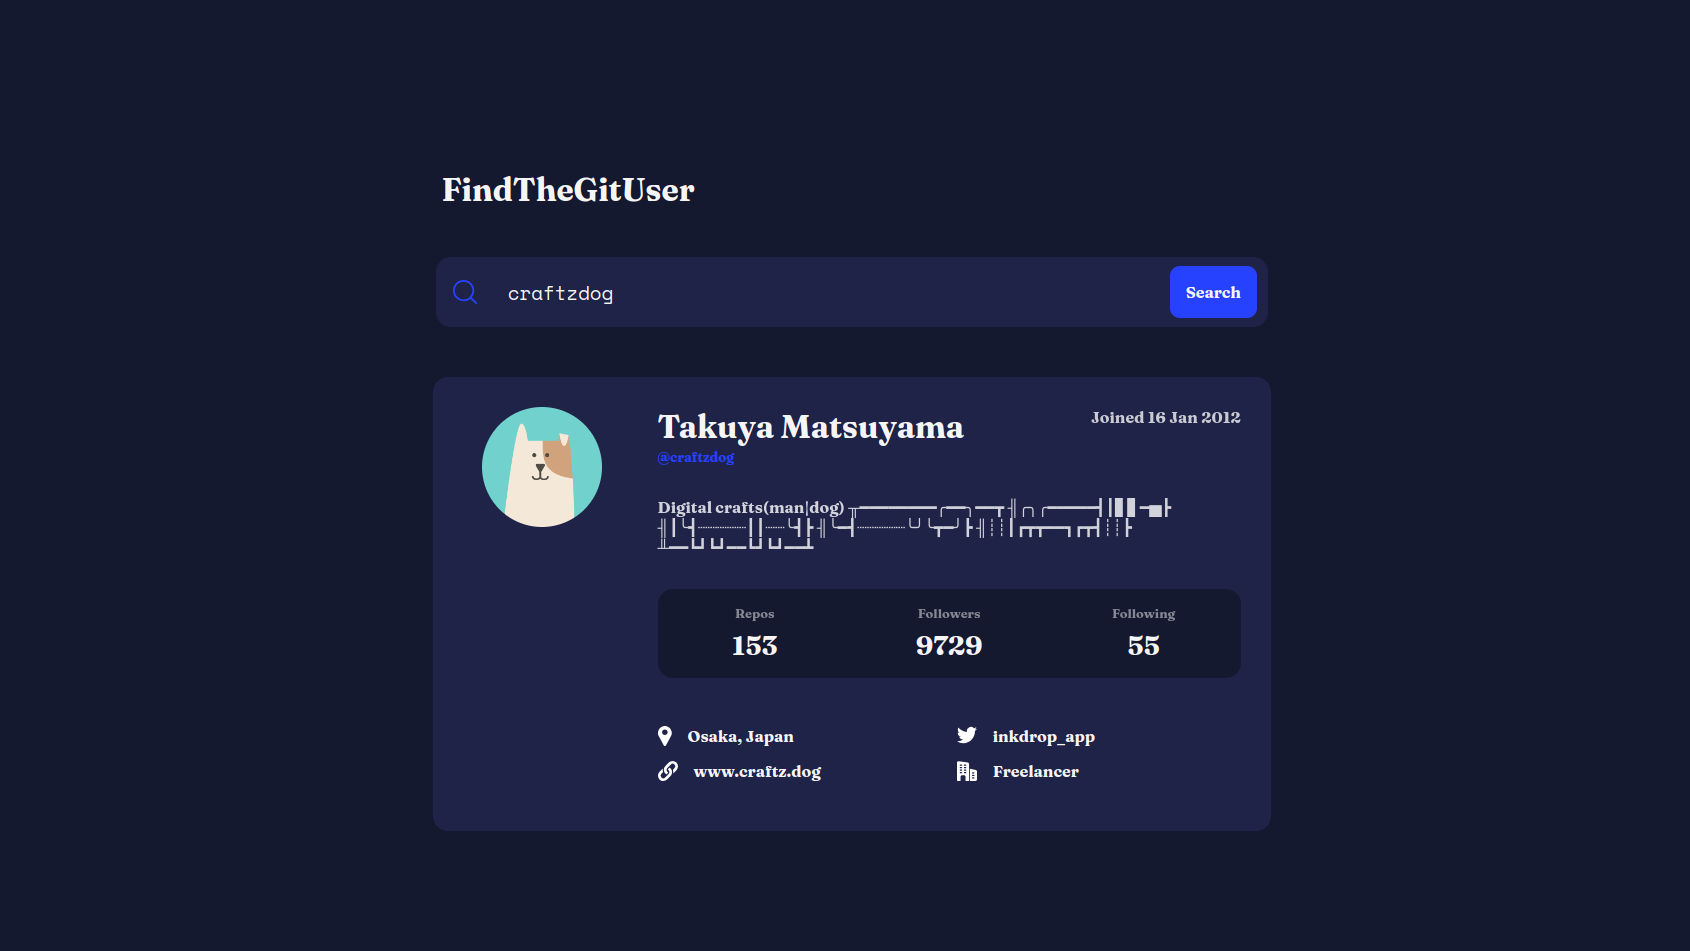 FindTheGitUser
craftzdog
Search
Takuya Matsuyama
Joined 16 Jan 2012
@craftzdog
Digital crafts(man|dog)
Repos
Followers
Following
153
9729
55
Osaka, Japan
inkdrop_app
www.craftz.dog
Freelancer